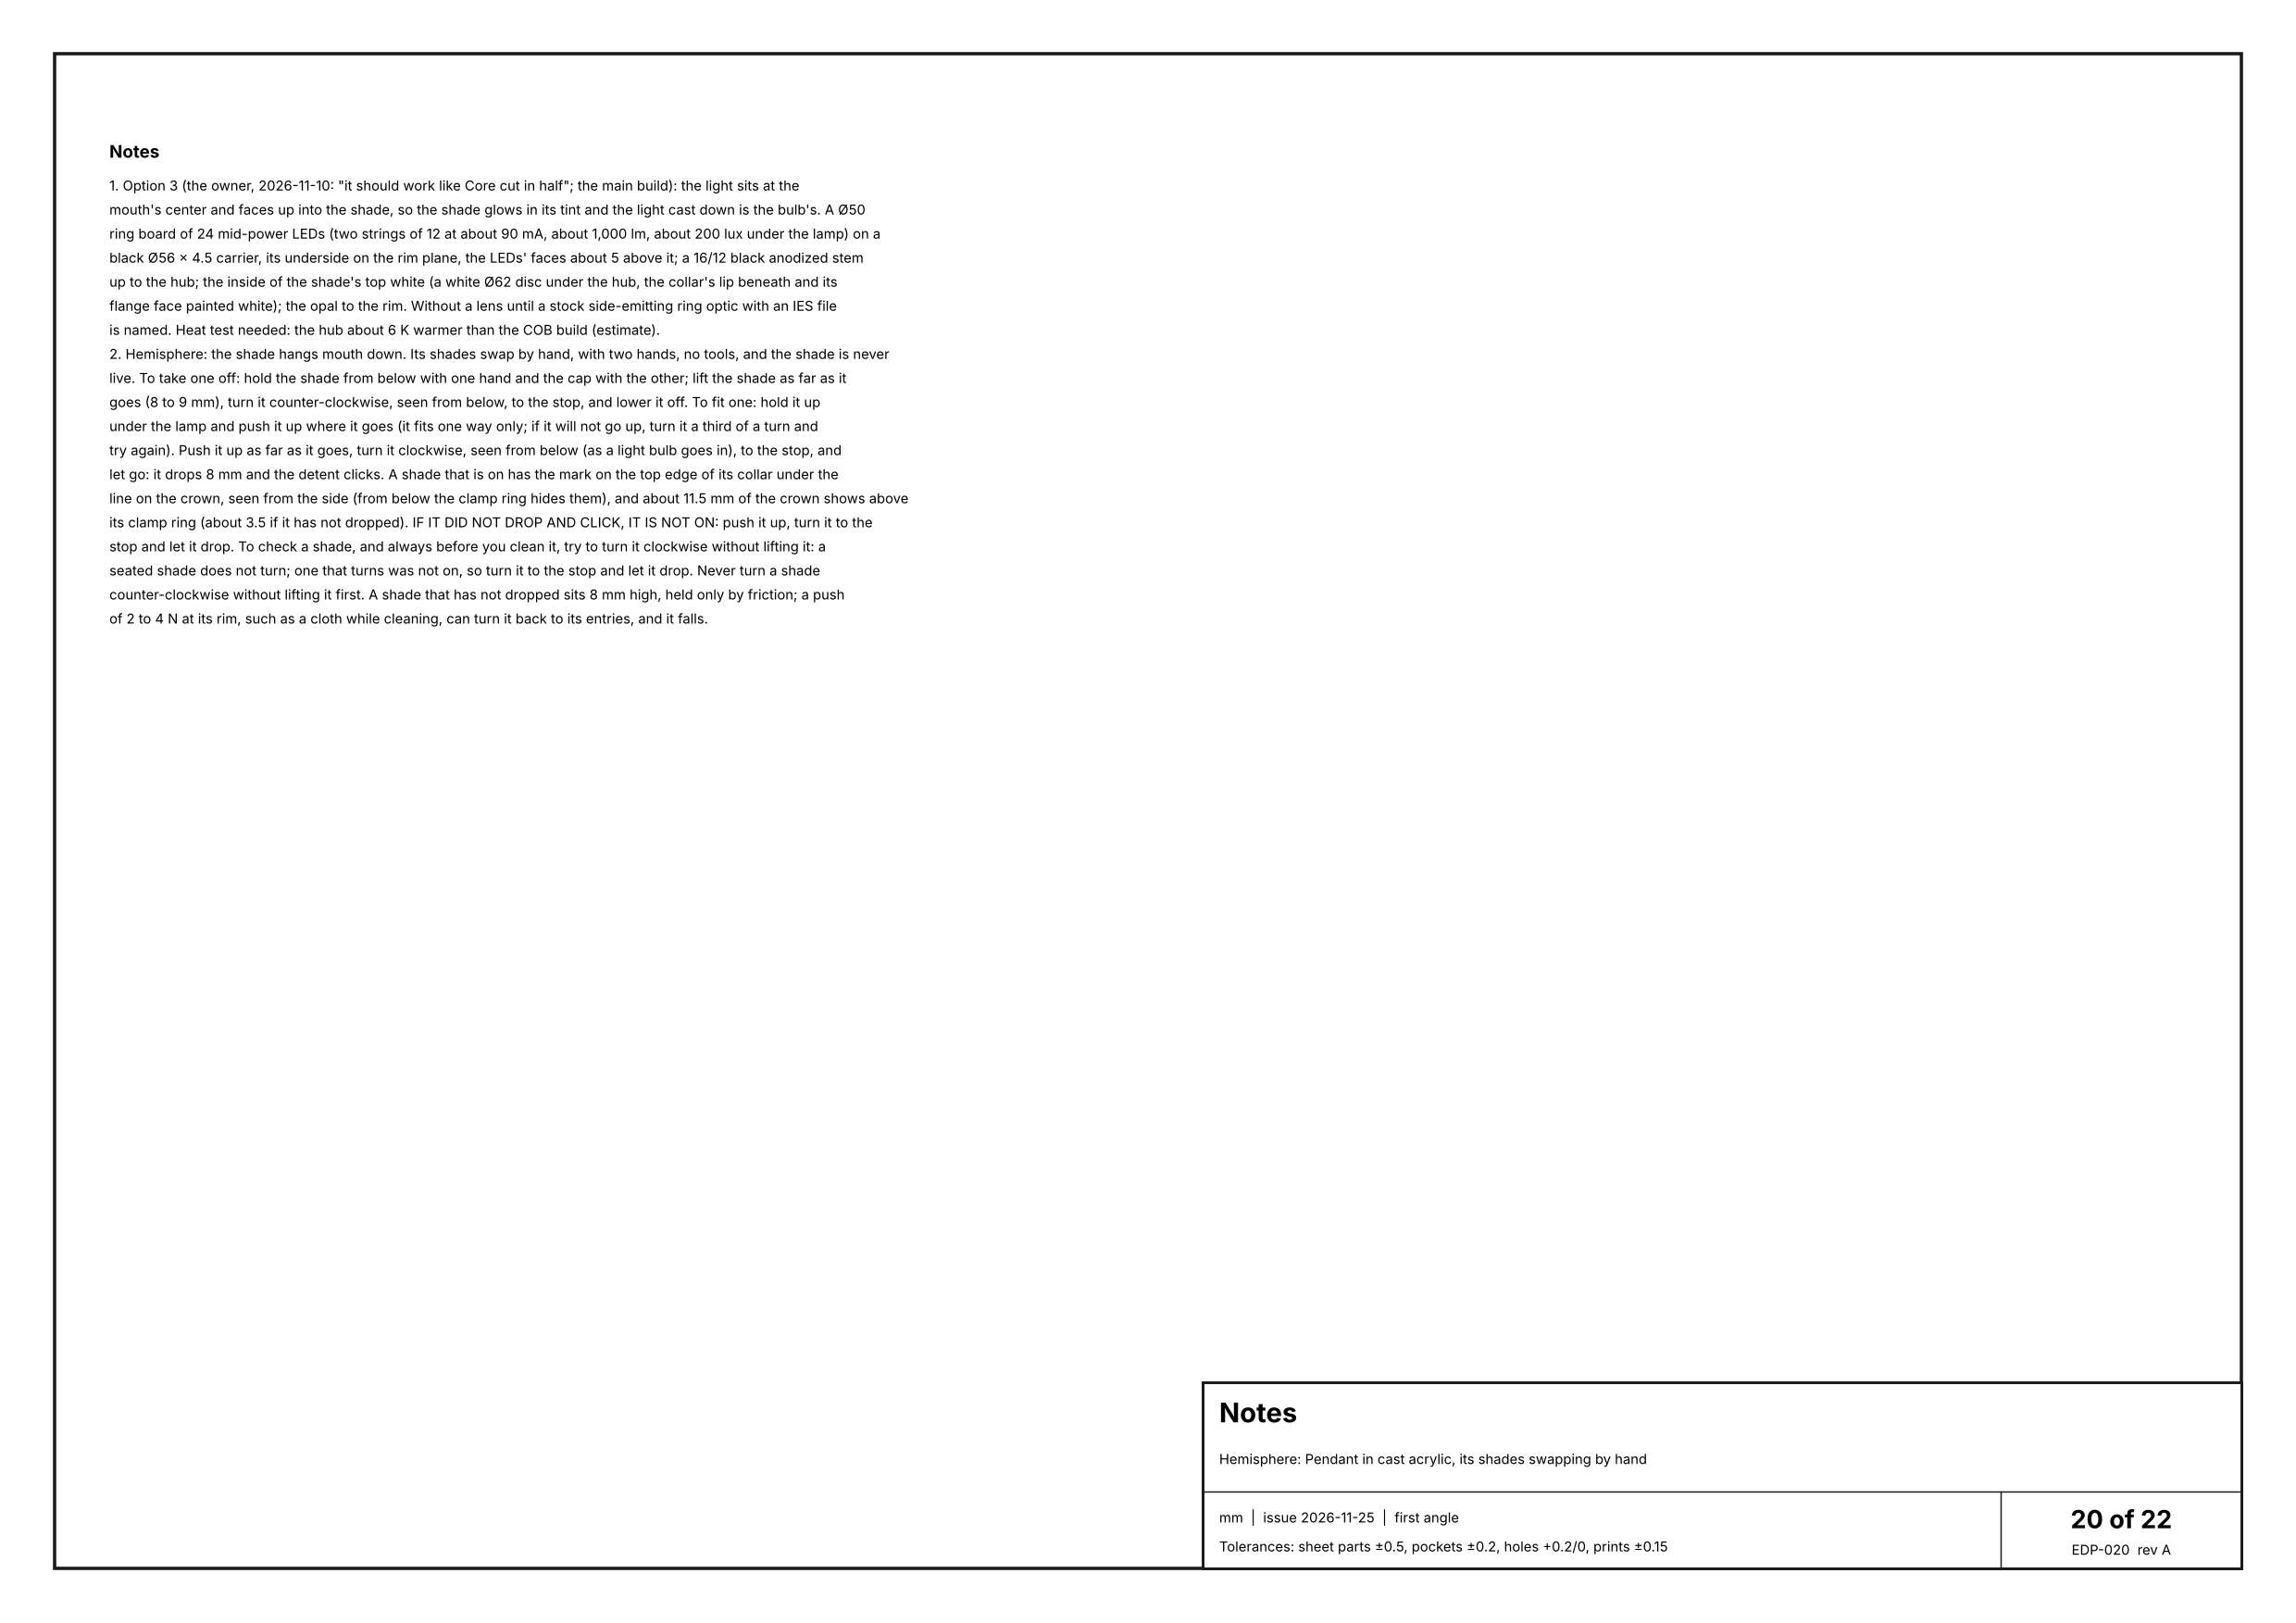 Notes
1. Option 3 (the owner, 2026-11-10: "it should work like Core cut in half"; the main build): the light sits at the
mouth's center and faces up into the shade, so the shade glows in its tint and the light cast down is the bulb's. A Ø50
ring board of 24 mid-power LEDs (two strings of 12 at about 90 mA, about 1,000 lm, about 200 lux under the lamp) on a
black Ø56 × 4.5 carrier, its underside on the rim plane, the LEDs' faces about 5 above it; a 16/12 black anodized stem
up to the hub; the inside of the shade's top white (a white Ø62 disc under the hub, the collar's lip beneath and its
flange face painted white); the opal to the rim. Without a lens until a stock side-emitting ring optic with an IES file
is named. Heat test needed: the hub about 6 K warmer than the COB build (estimate).
2. Hemisphere: the shade hangs mouth down. Its shades swap by hand, with two hands, no tools, and the shade is never
live. To take one off: hold the shade from below with one hand and the cap with the other; lift the shade as far as it
goes (8 to 9 mm), turn it counter-clockwise, seen from below, to the stop, and lower it off. To fit one: hold it up
under the lamp and push it up where it goes (it fits one way only; if it will not go up, turn it a third of a turn and
try again). Push it up as far as it goes, turn it clockwise, seen from below (as a light bulb goes in), to the stop, and
let go: it drops 8 mm and the detent clicks. A shade that is on has the mark on the top edge of its collar under the
line on the crown, seen from the side (from below the clamp ring hides them), and about 11.5 mm of the crown shows above
its clamp ring (about 3.5 if it has not dropped). IF IT DID NOT DROP AND CLICK, IT IS NOT ON: push it up, turn it to the
stop and let it drop. To check a shade, and always before you clean it, try to turn it clockwise without lifting it: a
seated shade does not turn; one that turns was not on, so turn it to the stop and let it drop. Never turn a shade
counter-clockwise without lifting it first. A shade that has not dropped sits 8 mm high, held only by friction; a push
of 2 to 4 N at its rim, such as a cloth while cleaning, can turn it back to its entries, and it falls.
Notes
Hemisphere: Pendant in cast acrylic, its shades swapping by hand
mm | issue 2026-11-25 | first angle
Tolerances: sheet parts ±0.5, pockets ±0.2, holes +0.2/0, prints ±0.15
20 of 22
EDP-020 rev A